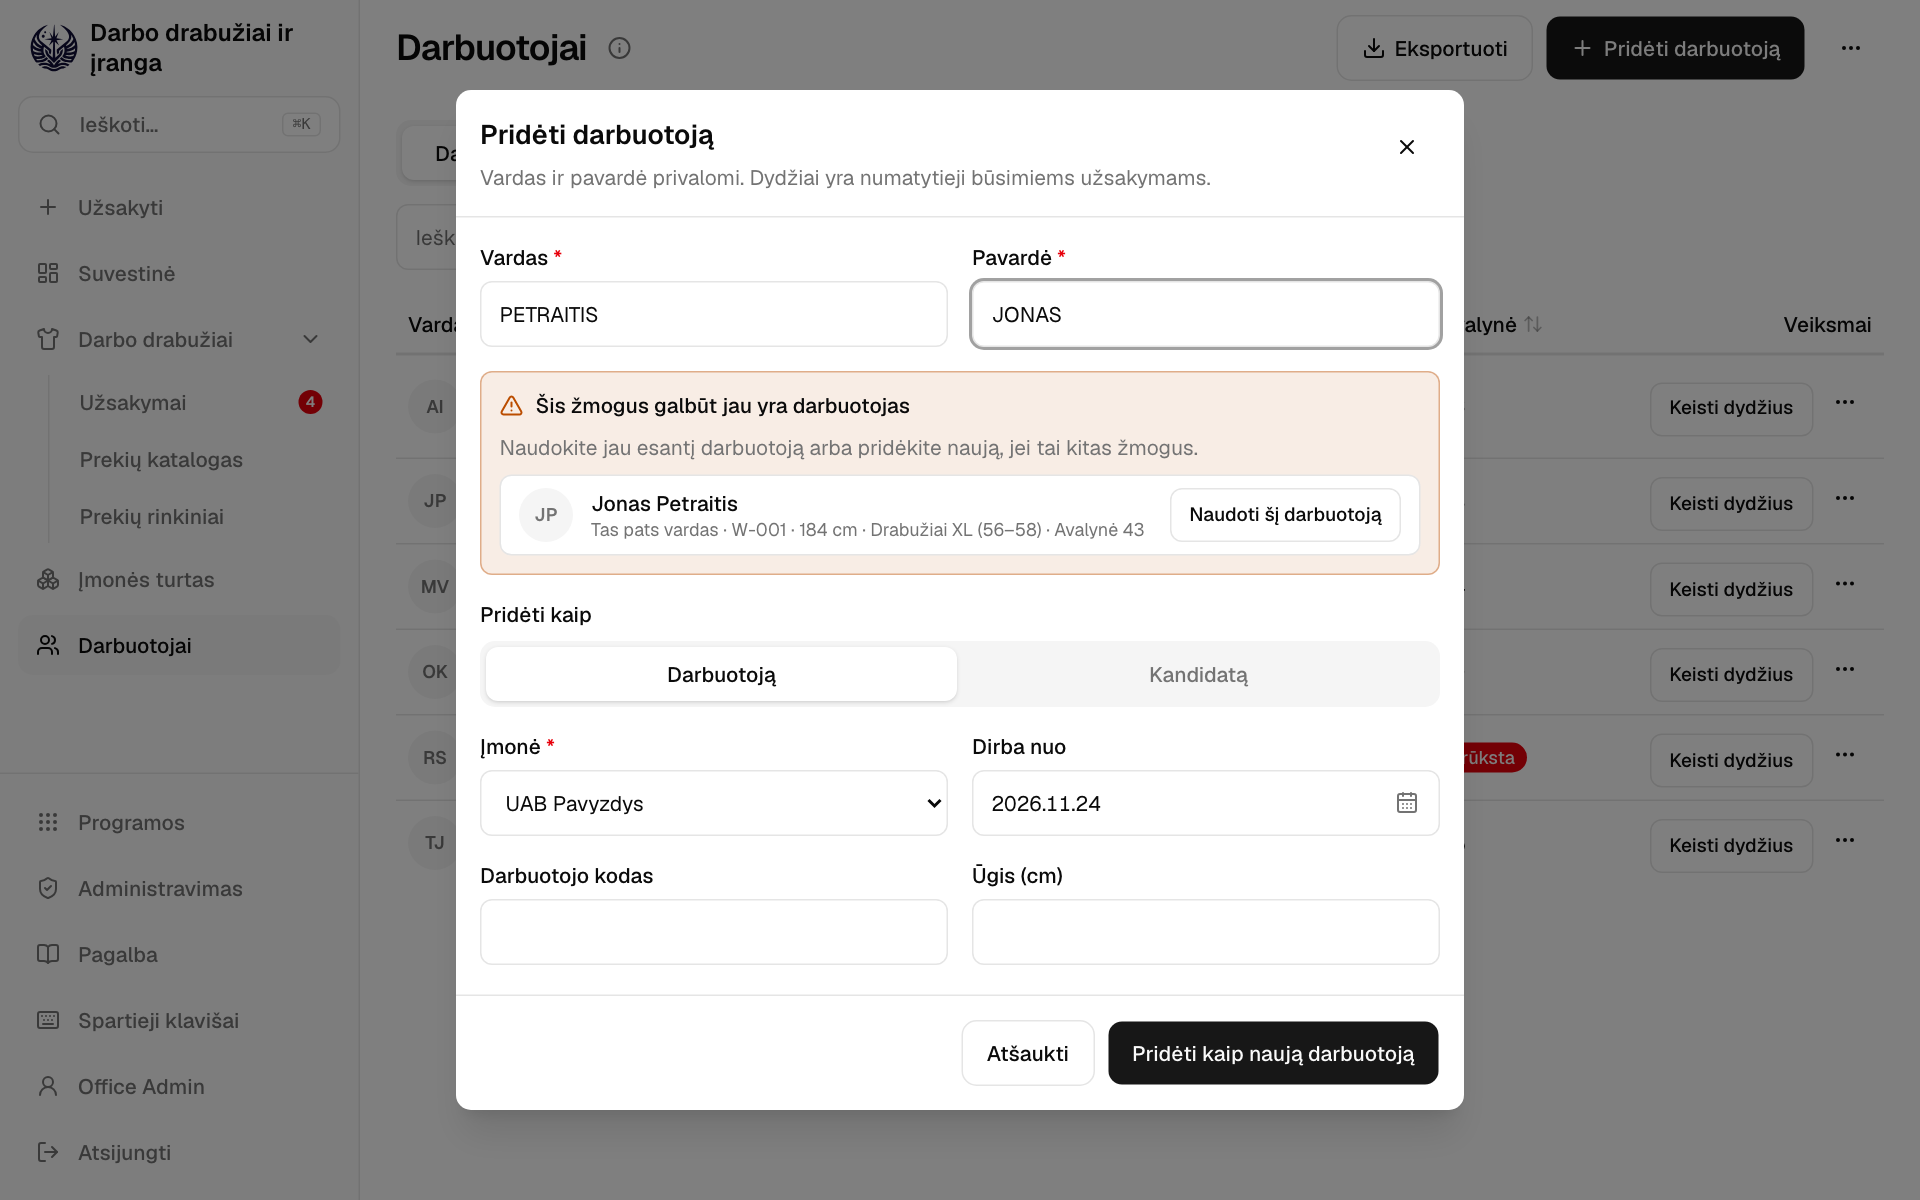 Darbo drabužiai ir
įranga
Ieškoti...
⌘K
Užsakyti
Suvestinė
Darbo drabužiai
Užsakymai
4
Prekių katalogas
Prekių rinkiniai
Įmonės turtas
Darbuotojai
Programos
Administravimas
Pagalba
Spartieji klavišai
Office Admin
Atsijungti
Darbuotojai
Eksportuoti
Pridėti darbuotoją
Veiksmai
AI
Keisti dydžius
JP
Keisti dydžius
MV
Keisti dydžius
OK
Keisti dydžius
RS
Keisti dydžius
TJ
Keisti dydžius
Pridėti darbuotoją
Vardas ir pavardė privalomi. Dydžiai yra numatytieji būsimiems užsakymams.
Vardas *
Pavardė *
PETRAITIS
JONAS
Šis žmogus galbūt jau yra darbuotojas
Naudokite jau esantį darbuotoją arba pridėkite naują, jei tai kitas žmogus.
JP
Jonas Petraitis
Tas pats vardas · W-001 · 184 cm · Drabužiai XL (56–58) · Avalynė 43
Naudoti šį darbuotoją
Pridėti kaip
Darbuotoją
Kandidatą
Įmonė *
Dirba nuo
UAB Pavyzdys
2026.11.24
Darbuotojo kodas
Ūgis (cm)
Atšaukti
Pridėti kaip naują darbuotoją